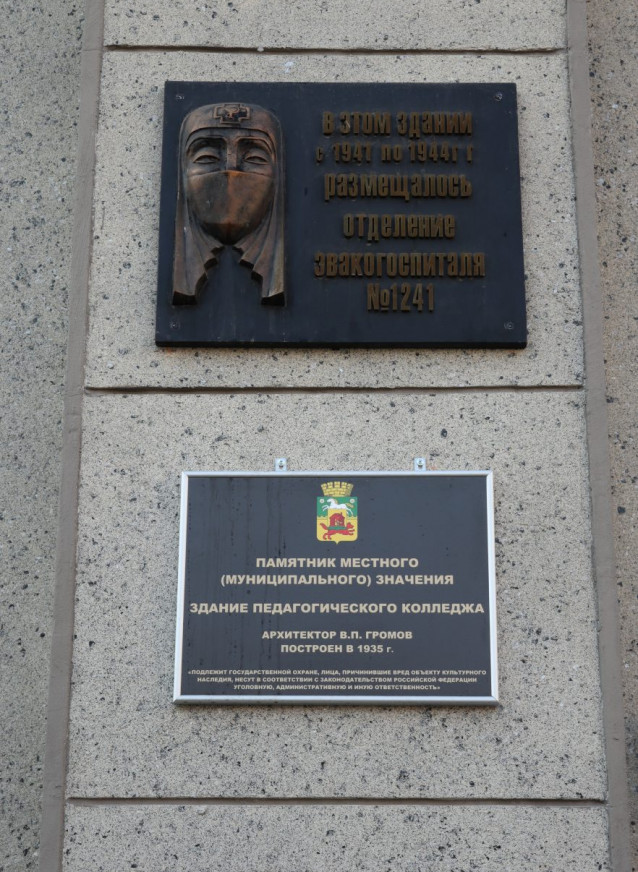 В ЭТОМ ЗДАНИИ
с 1941 по 1944г г
размещалось
отделение
эвакогоспиталя
№1241
ПАМЯТНИК МЕСТНОГО
(МУНИЦИПАЛЬНОГО) ЗНАЧЕНИЯ
ЗДАНИЕ ПЕДАГОГИЧЕСКОГО КОЛЛЕДЖА
АРХИТЕКТОР В.П. ГРОМОВ
ПОСТРОЕН В 1935 г.
«ПОДЛЕЖИТ ГОСУДАРСТВЕННОЙ ОХРАНЕ, ЛИЦА, ПРИЧИНИВШИЕ ВРЕД ОБЪЕКТУ КУЛЬТУРНОГО
НАСЛЕДИЯ, НЕСУТ В СООТВЕТСТВИИ С ЗАКОНОДАТЕЛЬСТВОМ РОССИЙСКОЙ ФЕДЕРАЦИИ
УГОЛОВНУЮ, АДМИНИСТРАТИВНУЮ И ИНУЮ ОТВЕТСТВЕННОСТЬ»